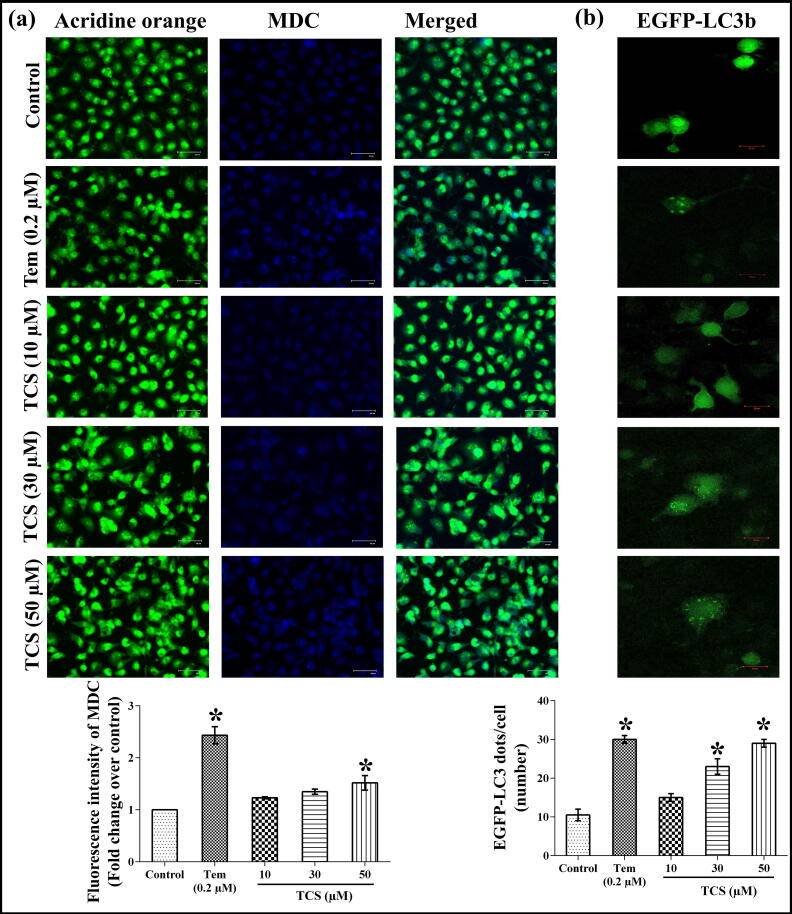 (a) Acridine orange MDC Merged (b) EGFP-LC3b
Control
Tem (0.2 µM)
TCS (10 µM)
TCS (30 µM)
TCS (50 µM)
Fluorescence intensity of MDC
(Fold change over control)
3
2
1
0
*
*
Control Tem 10 30 50
(0.2 µM)
TCS (µM)
EGFP-LC3 dots/cell
(number)
40
30
20
10
0
*
*
*
Control Tem 10 30 50
(0.2 µM)
TCS (µM)